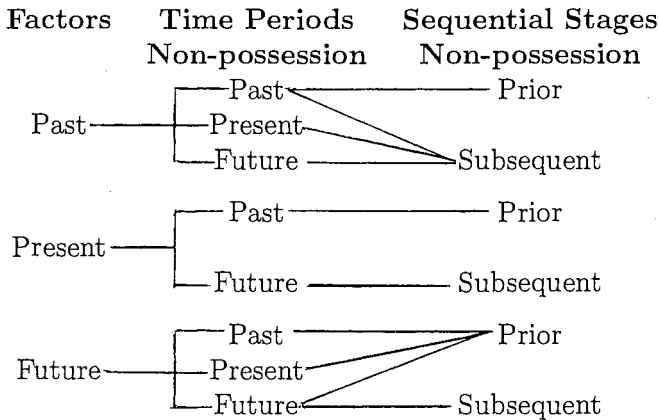 Factors Time Periods Sequential Stages
Non-possession Non-possession
Past Prior
Past Present
Future Subsequent
Past Prior
Present
Future Subsequent
Past Prior
Future Present
Future Subsequent